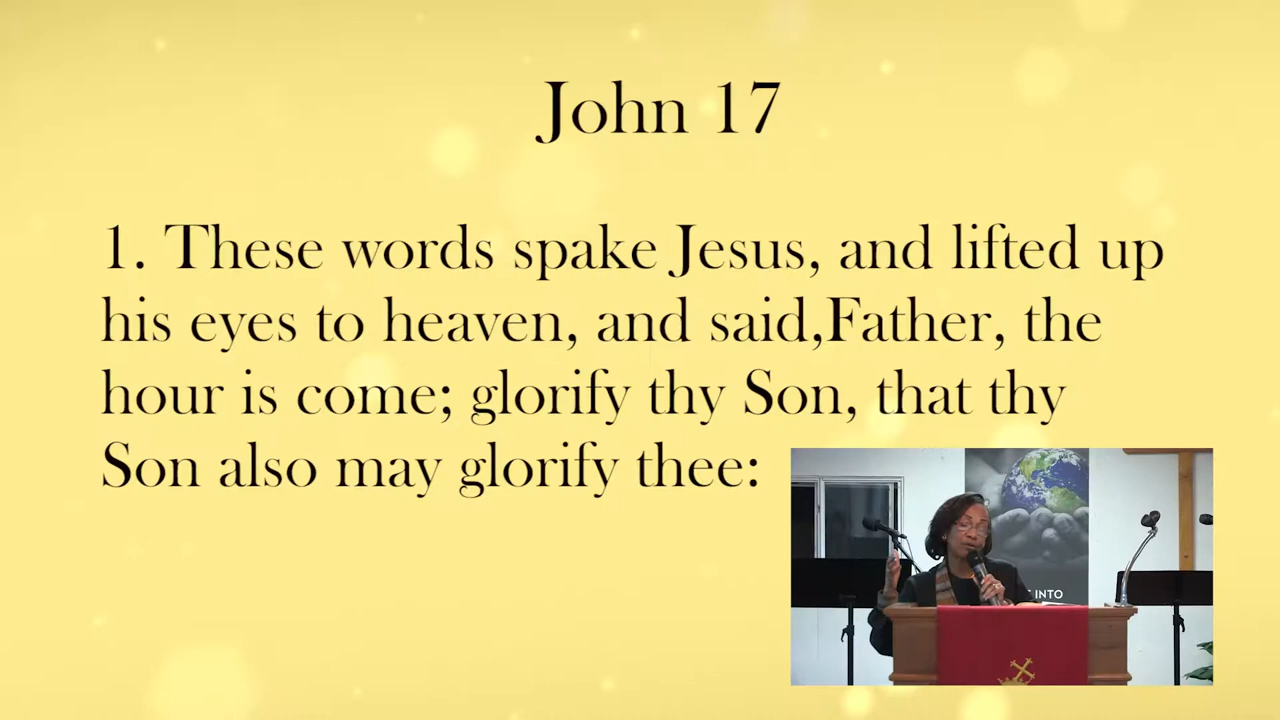 John 17
1. These words spake Jesus, and lifted up
his eyes to heaven, and said,Father, the
hour is come; glorify thy Son, that thy
Son also may glorify thee:
INTO